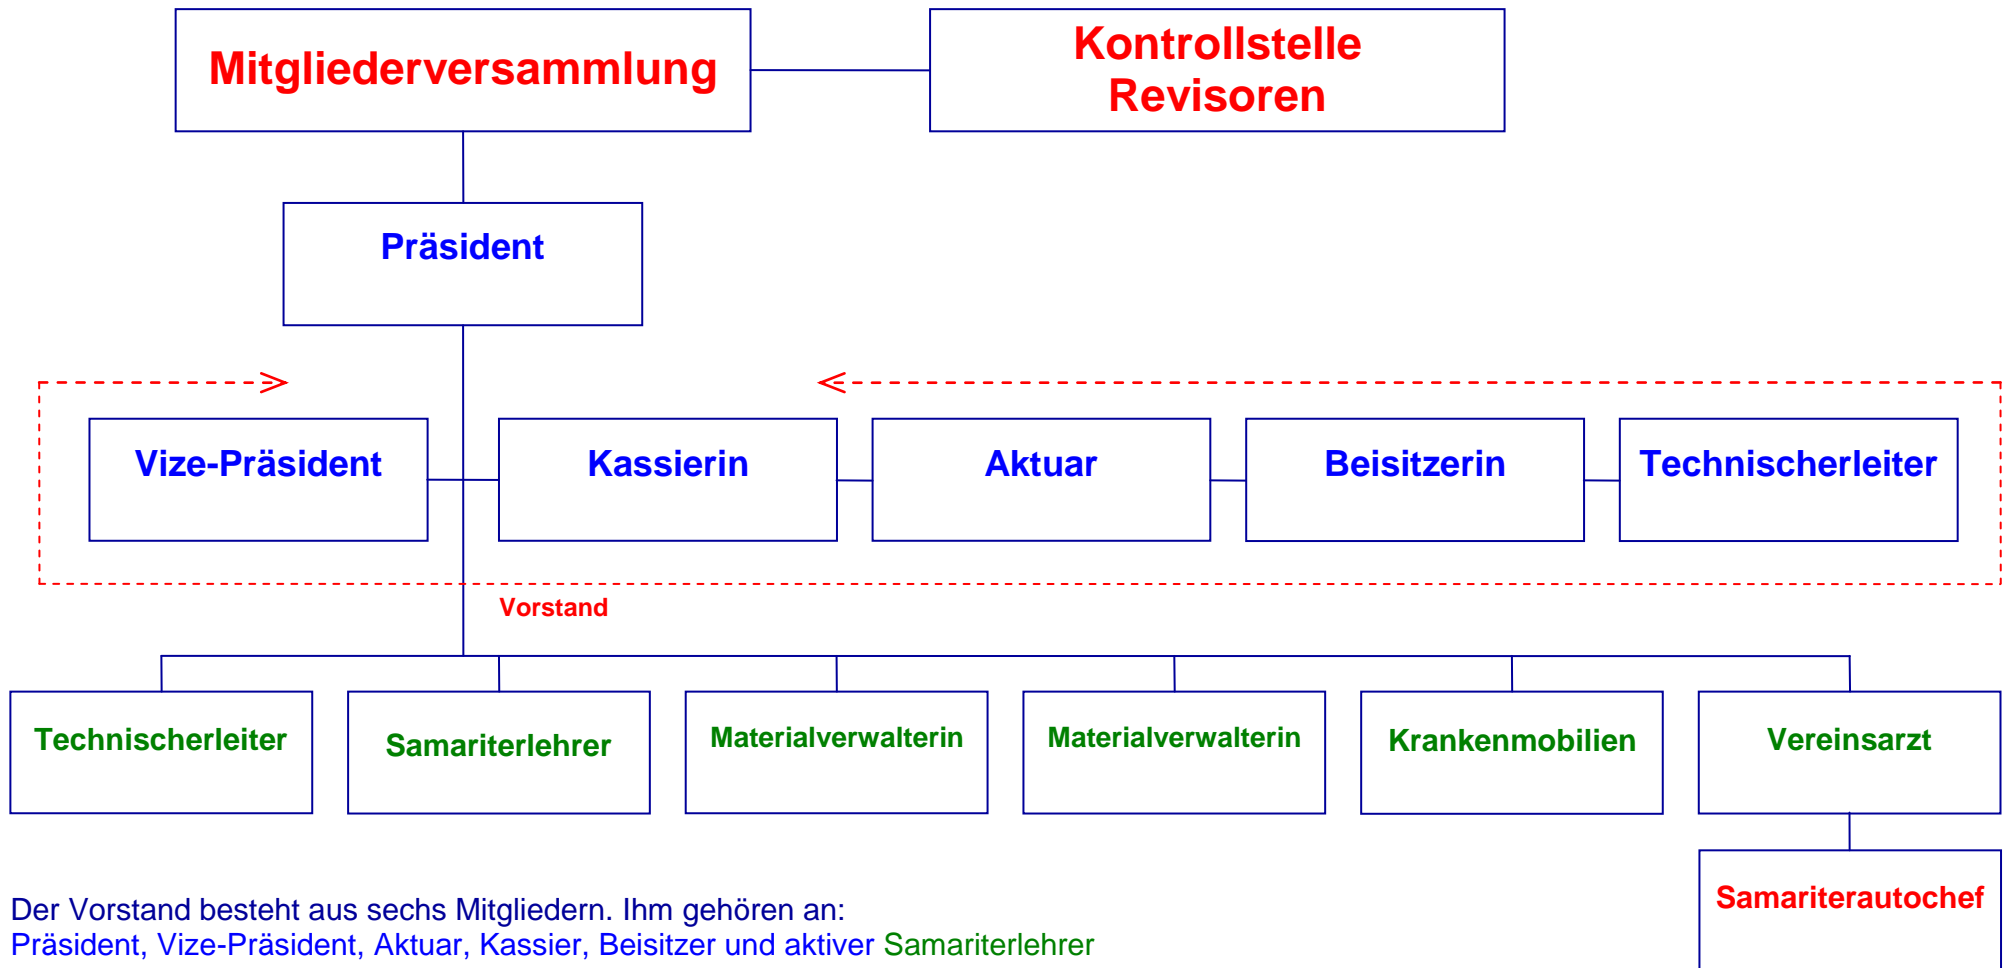 Mitgliederversammlung
Kontrollstelle
Revisoren
Präsident
Vize-Präsident
Kassierin
Aktuar
Beisitzerin
Technischerleiter
Vorstand
Technischerleiter
Samariterlehrer
Materialverwalterin
Materialverwalterin
Krankenmobilien
Vereinsarzt
Samariterautochef
Der Vorstand besteht aus sechs Mitgliedern. Ihm gehören an:
Präsident, Vize-Präsident, Aktuar, Kassier, Beisitzer und aktiver Samariterlehrer